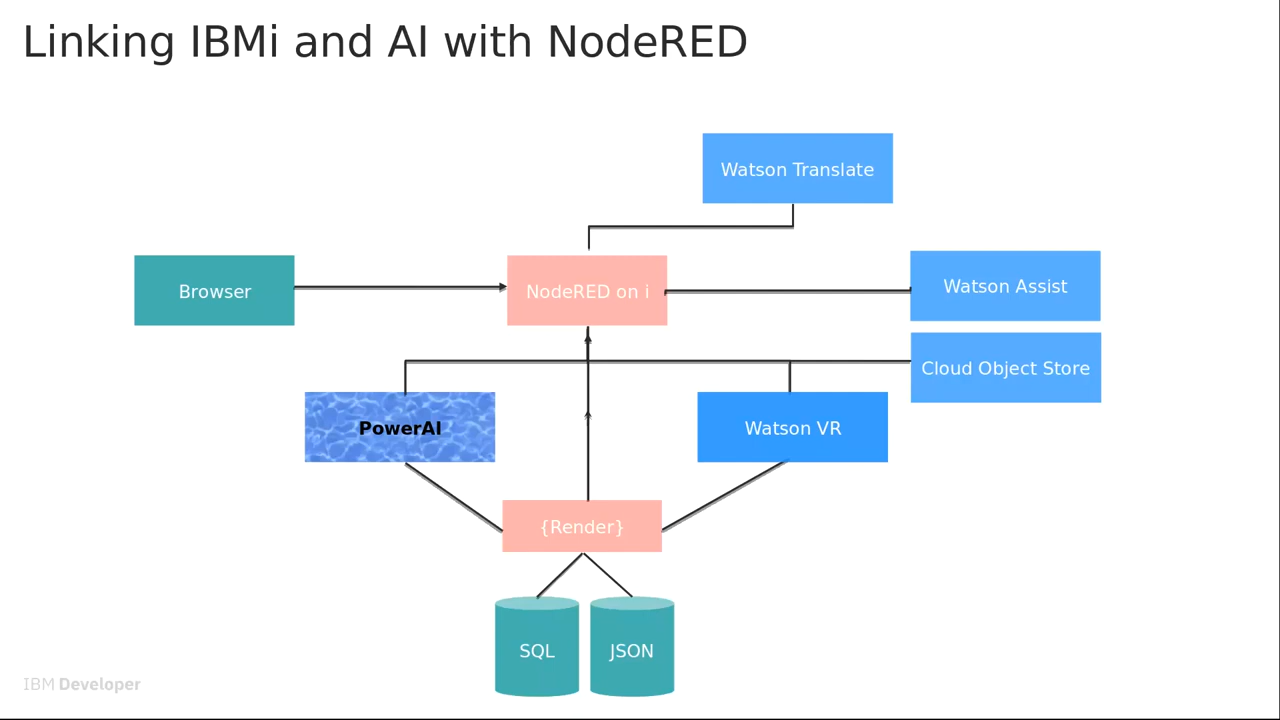 Linking IBMi and AI with NodeRED
Watson Translate
Browser
NodeRED on i
Watson Assist
Cloud Object Store
PowerAI
Watson VR
{Render}
SQL
JSON
IBM Developer